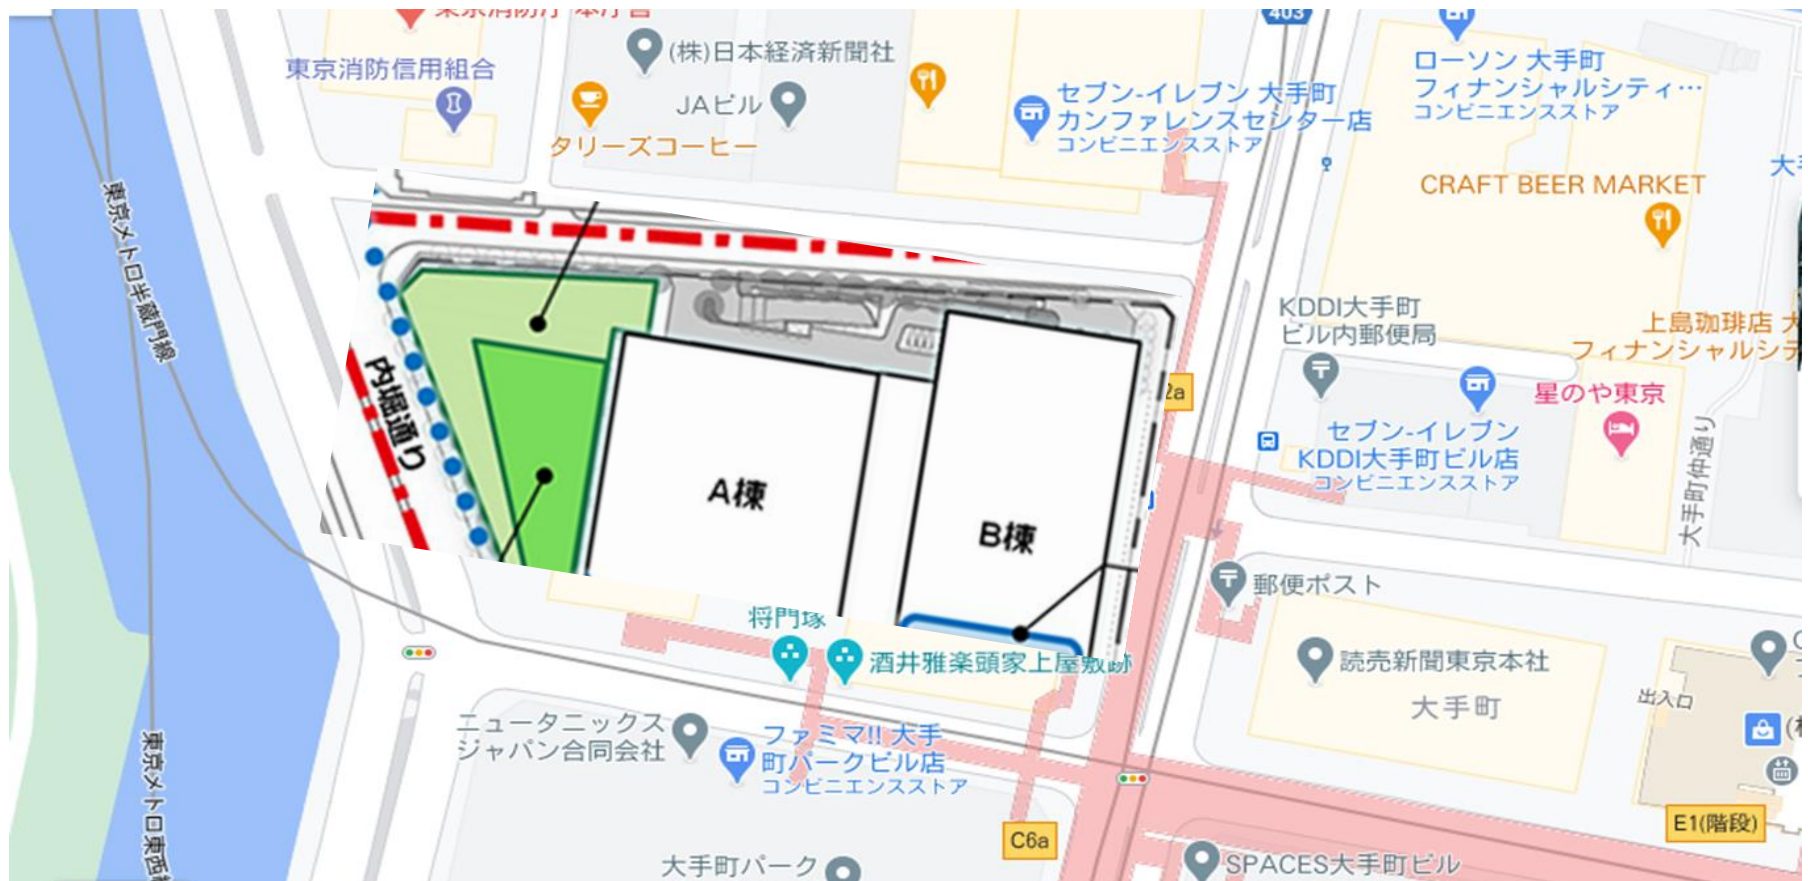 東京消防庁 本庁舎
(株)日本経済新聞社
403
東京消防信用組合
JAビル
タリーズコーヒー
セブン-イレブン 大手町
カンファレンスセンター店
コンビニエンスストア
ローソン 大手町
フィナンシャルシティ…
コンビニエンスストア
CRAFT BEER MARKET
東京メトロ半蔵門線
KDDI大手町
ビル内郵便局
上島珈琲店
フィナンシャルシテ
内堀通り
2a
星のや東京
セブン-イレブン
KDDI大手町ビル店
コンビニエンスストア
大手町仲通り
A棟
B棟
郵便ポスト
将門塚
酒井雅楽頭家上屋敷跡
読売新聞東京本社
大手町
出入口
ニュータニックス
ジャパン合同会社
ファミマ!! 大手
町パークビル店
コンビニエンスストア
東京メトロ東西
C6a
E1(階段)
大手町パーク
SPACES大手町ビル